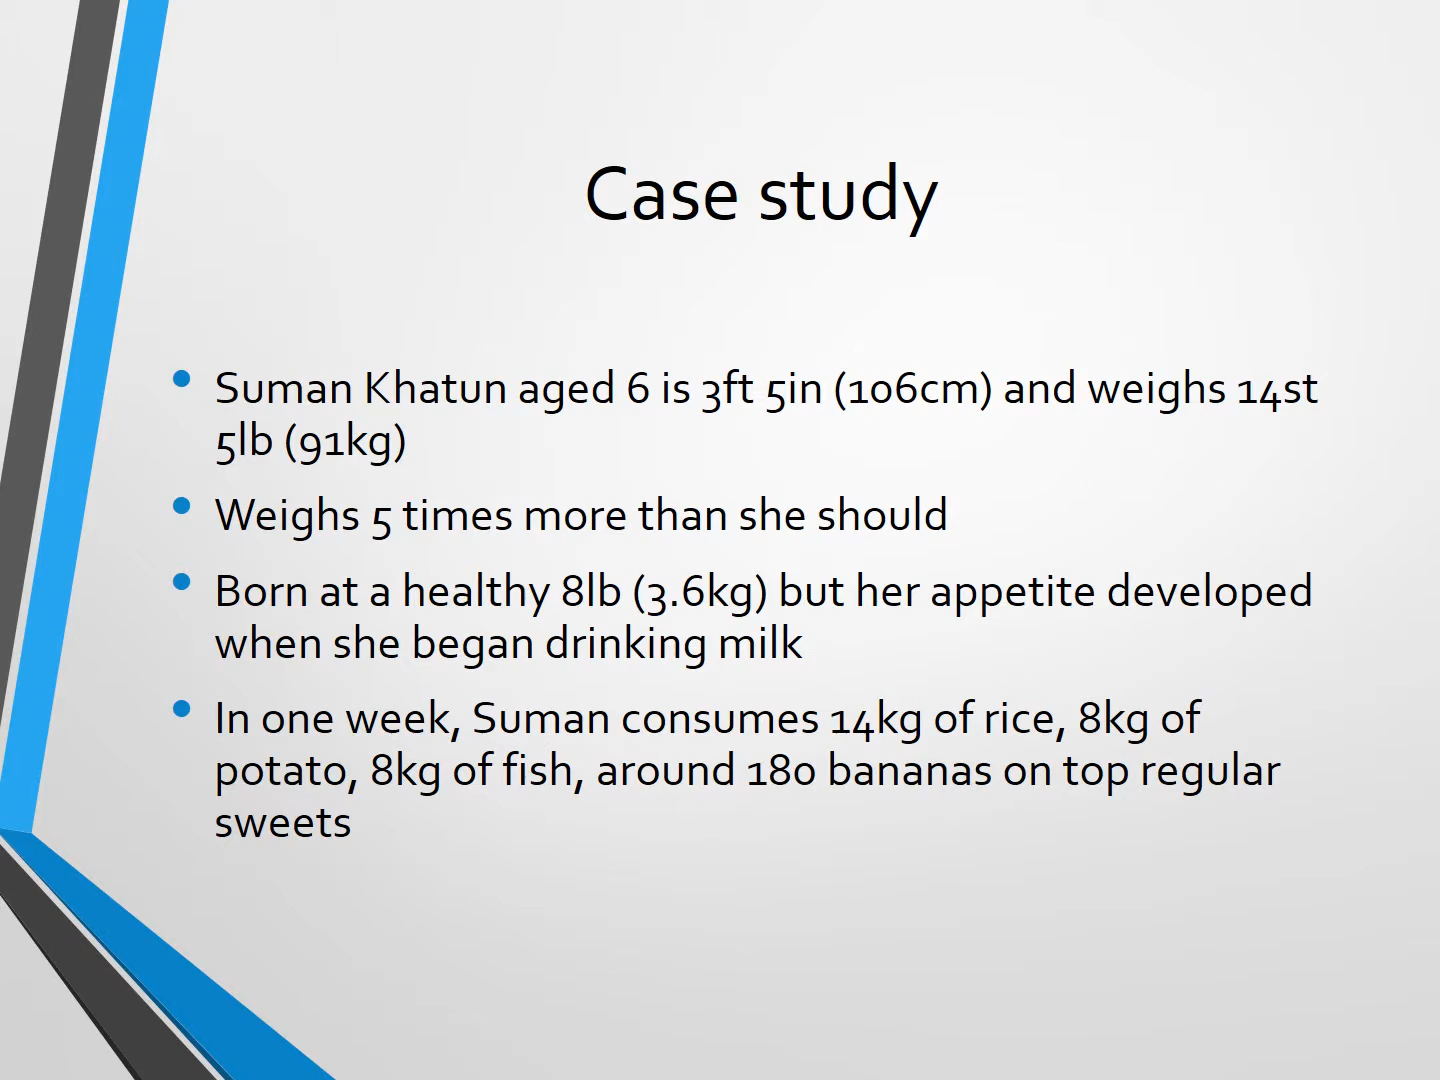 Case study
• Suman Khatun aged 6 is 3ft 5in (106cm) and weighs 14st
5lb (91kg)
• Weighs 5 times more than she should
• Born at a healthy 8lb (3.6kg) but her appetite developed
when she began drinking milk
• In one week, Suman consumes 14kg of rice, 8kg of
potato, 8kg of fish, around 180 bananas on top regular
sweets